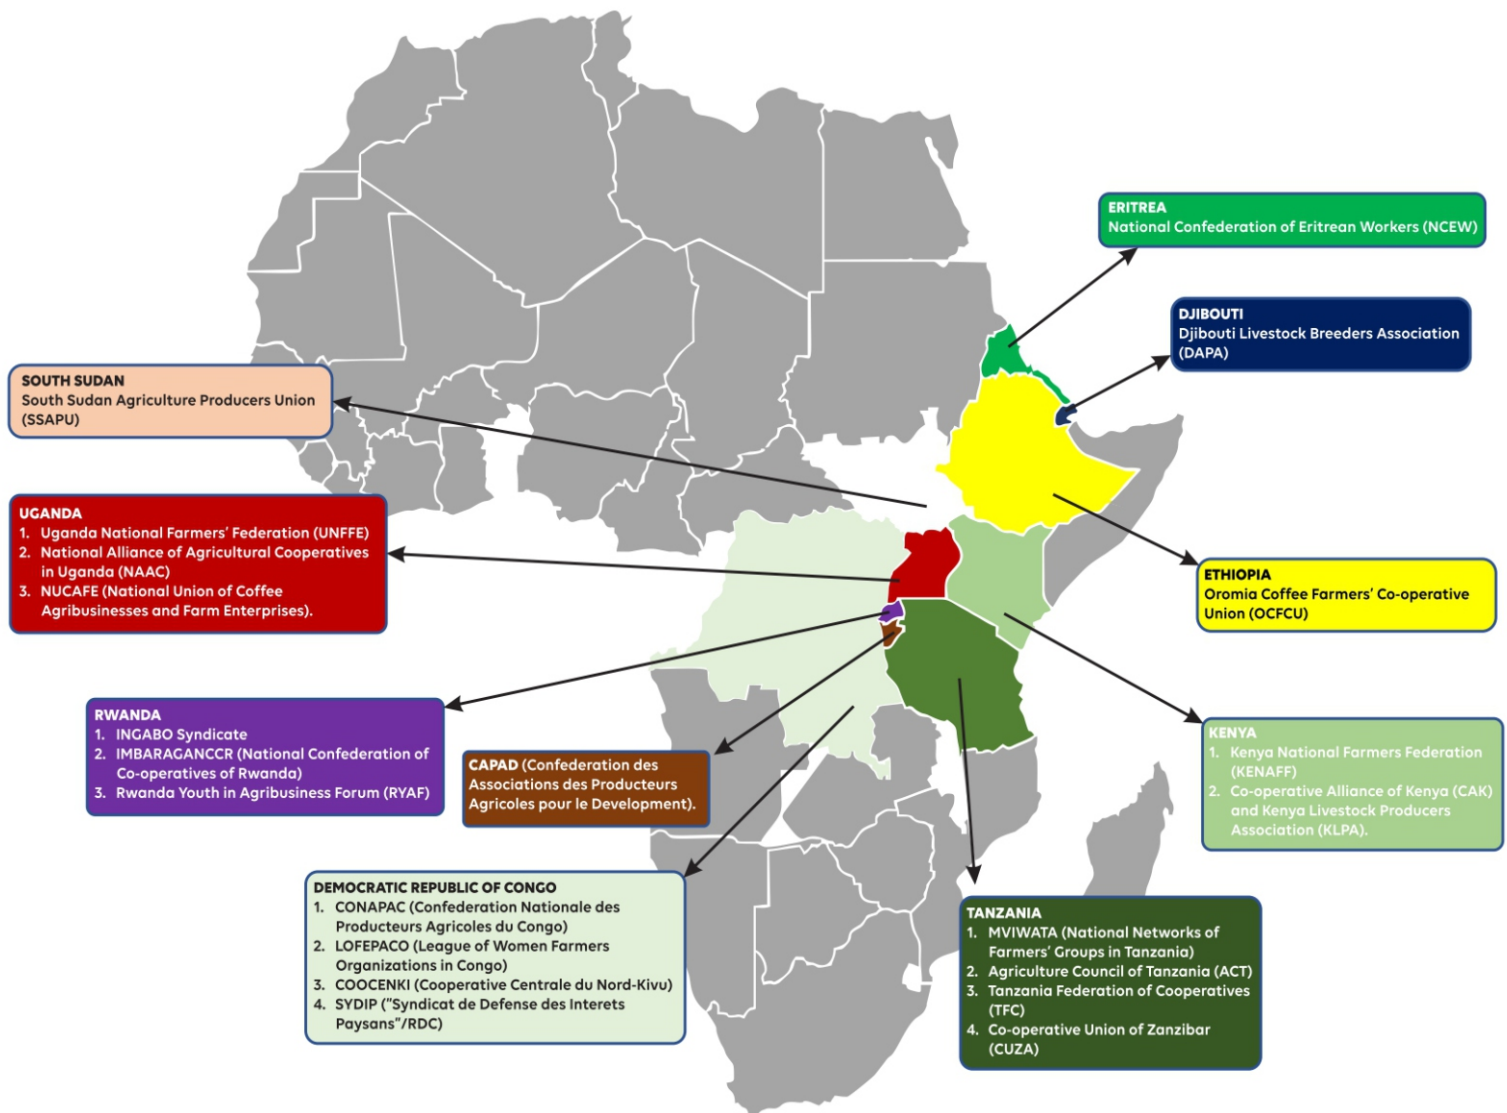 ERITREA
National Confederation of Eritrean Workers (NCEW)
DJIBOUTI
Djibouti Livestock Breeders Association
(DAPA)
SOUTH SUDAN
South Sudan Agriculture Producers Union
(SSAPU)
UGANDA
1. Uganda National Farmers' Federation (UNFFE)
2. National Alliance of Agricultural Cooperatives
in Uganda (NAAC)
3. NUCAFE (National Union of Coffee
Agribusinesses and Farm Enterprises).
ETHIOPIA
Oromia Coffee Farmers' Co-operative
Union (OCFCU)
RWANDA
1. INGABO Syndicate
2. IMBARAGANCCR (National Confederation of
Co-operatives of Rwanda)
3. Rwanda Youth in Agribusiness Forum (RYAF)
CAPAD (Confederation des
Associations des Producteurs
Agricoles pour le Development).
KENYA
1. Kenya National Farmers Federation
(KENAFF)
2. Co-operative Alliance of Kenya (CAK)
and Kenya Livestock Producers
Association (KLPA).
DEMOCRATIC REPUBLIC OF CONGO
1. CONAPAC (Confederation Nationale des
Producteurs Agricoles du Congo)
2. LOFEPACO (League of Women Farmers
Organizations in Congo)
3. COOCENKI (Cooperative Centrale du Nord-Kivu)
4. SYDIP ("Syndicat de Defense des Interets
Paysans"/RDC)
TANZANIA
1. MVIWATA (National Networks of
Farmers' Groups in Tanzania)
2. Agriculture Council of Tanzania (ACT)
3. Tanzania Federation of Cooperatives
(TFC)
4. Co-operative Union of Zanzibar
(CUZA)